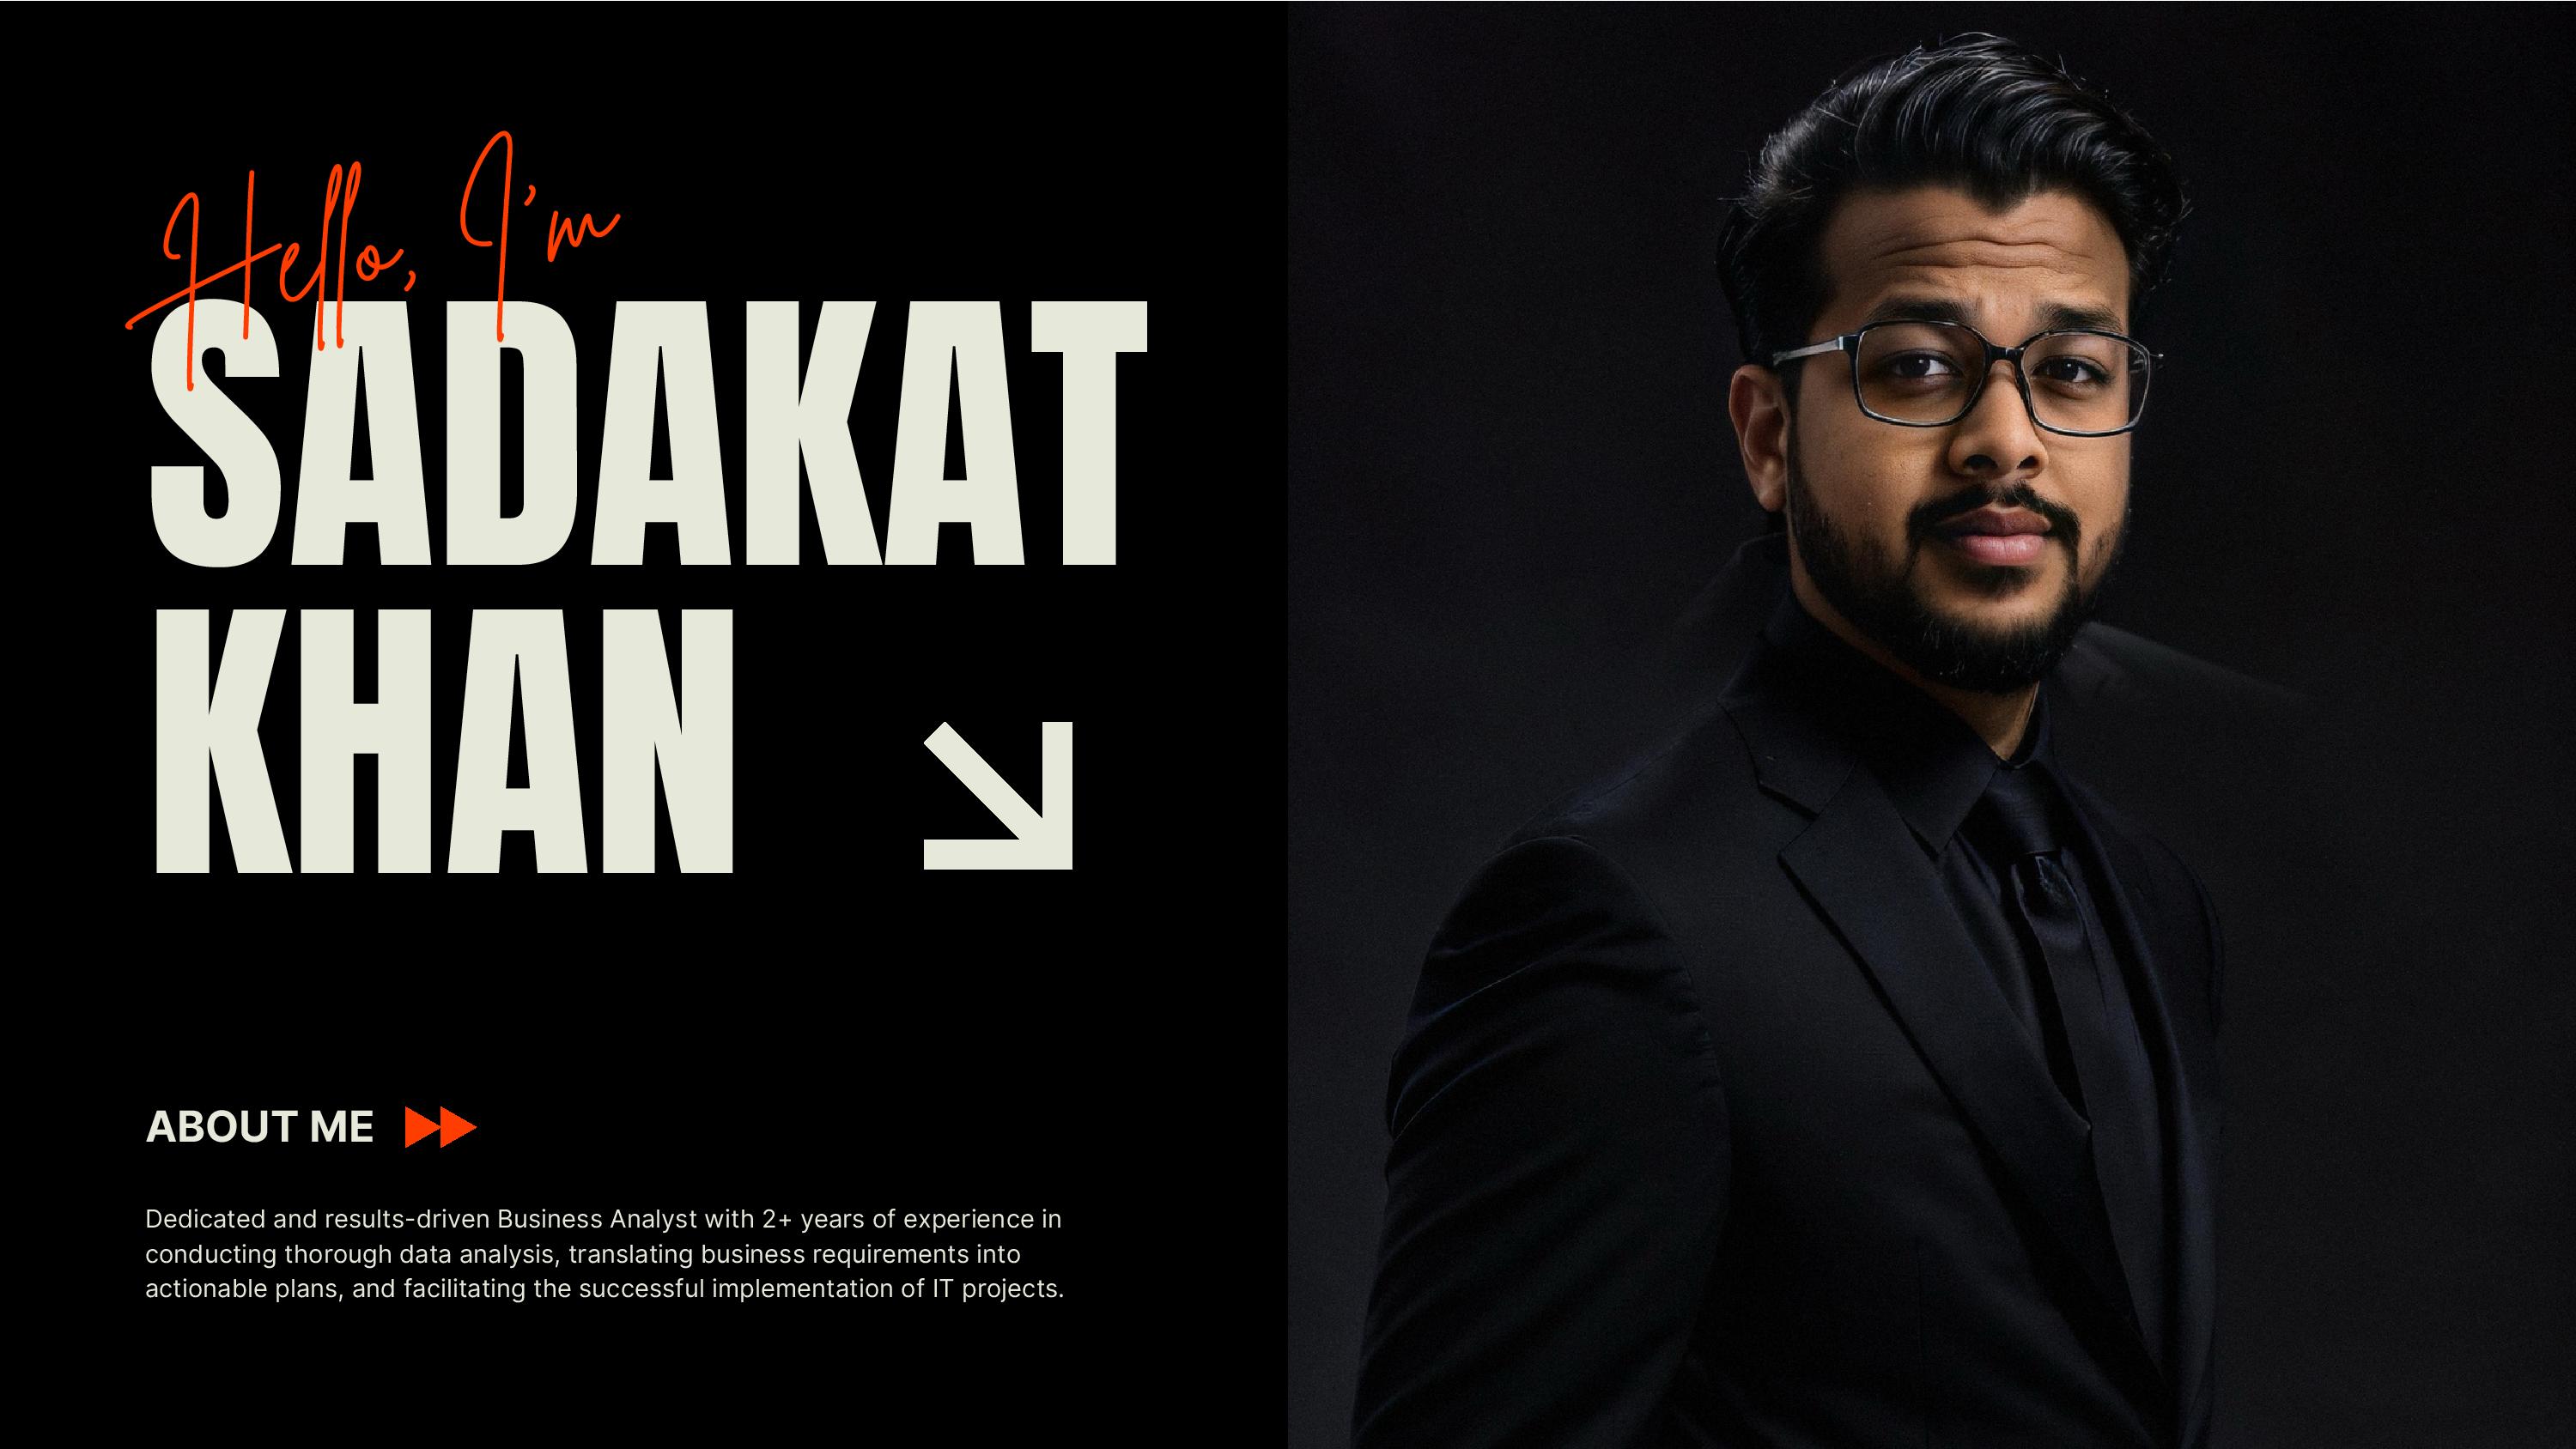 Hello, I'm
SADAKAT
KHAN
ABOUT ME
Dedicated and results-driven Business Analyst with 2+ years of experience in
conducting thorough data analysis, translating business requirements into
actionable plans, and facilitating the successful implementation of IT projects.